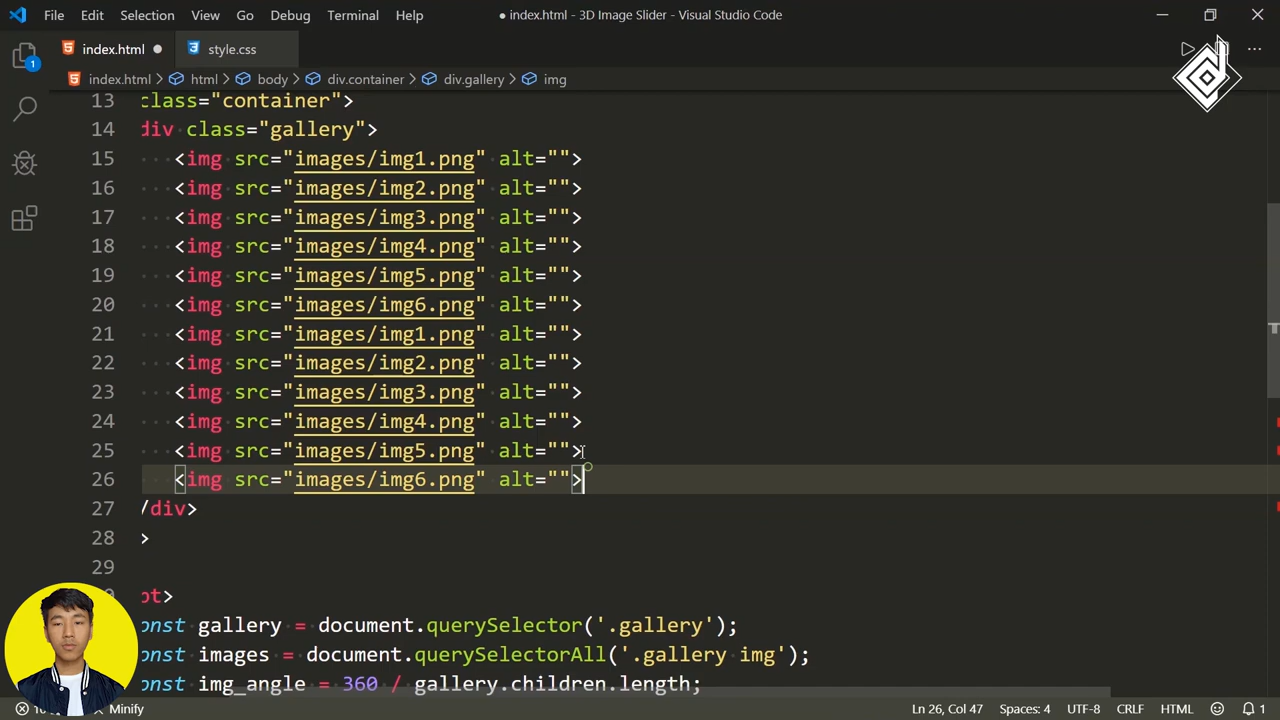 File Edit Selection View Go Debug Terminal Help
● index.html - 3D Image Slider - Visual Studio Code
index.html ●
style.css
index.html > html > body > div.container > div.gallery > img
1
13 class="container">
14 div class="gallery">
15 <img src="images/img1.png" alt="">
16 <img src="images/img2.png" alt="">
17 <img src="images/img3.png" alt="">
18 <img src="images/img4.png" alt="">
19 <img src="images/img5.png" alt="">
20 <img src="images/img6.png" alt="">
21 <img src="images/img1.png" alt="">
22 <img src="images/img2.png" alt="">
23 <img src="images/img3.png" alt="">
24 <img src="images/img4.png" alt="">
25 <img src="images/img5.png" alt="">
26 <img src="images/img6.png" alt="">
27 /div>
28 >
29
pt>
onst gallery = document.querySelector('.gallery');
onst images = document.querySelectorAll('.gallery img');
onst img_angle = 360 / gallery.children.length;
Minify
Ln 26, Col 47 Spaces: 4 UTF-8 CRLF HTML 1